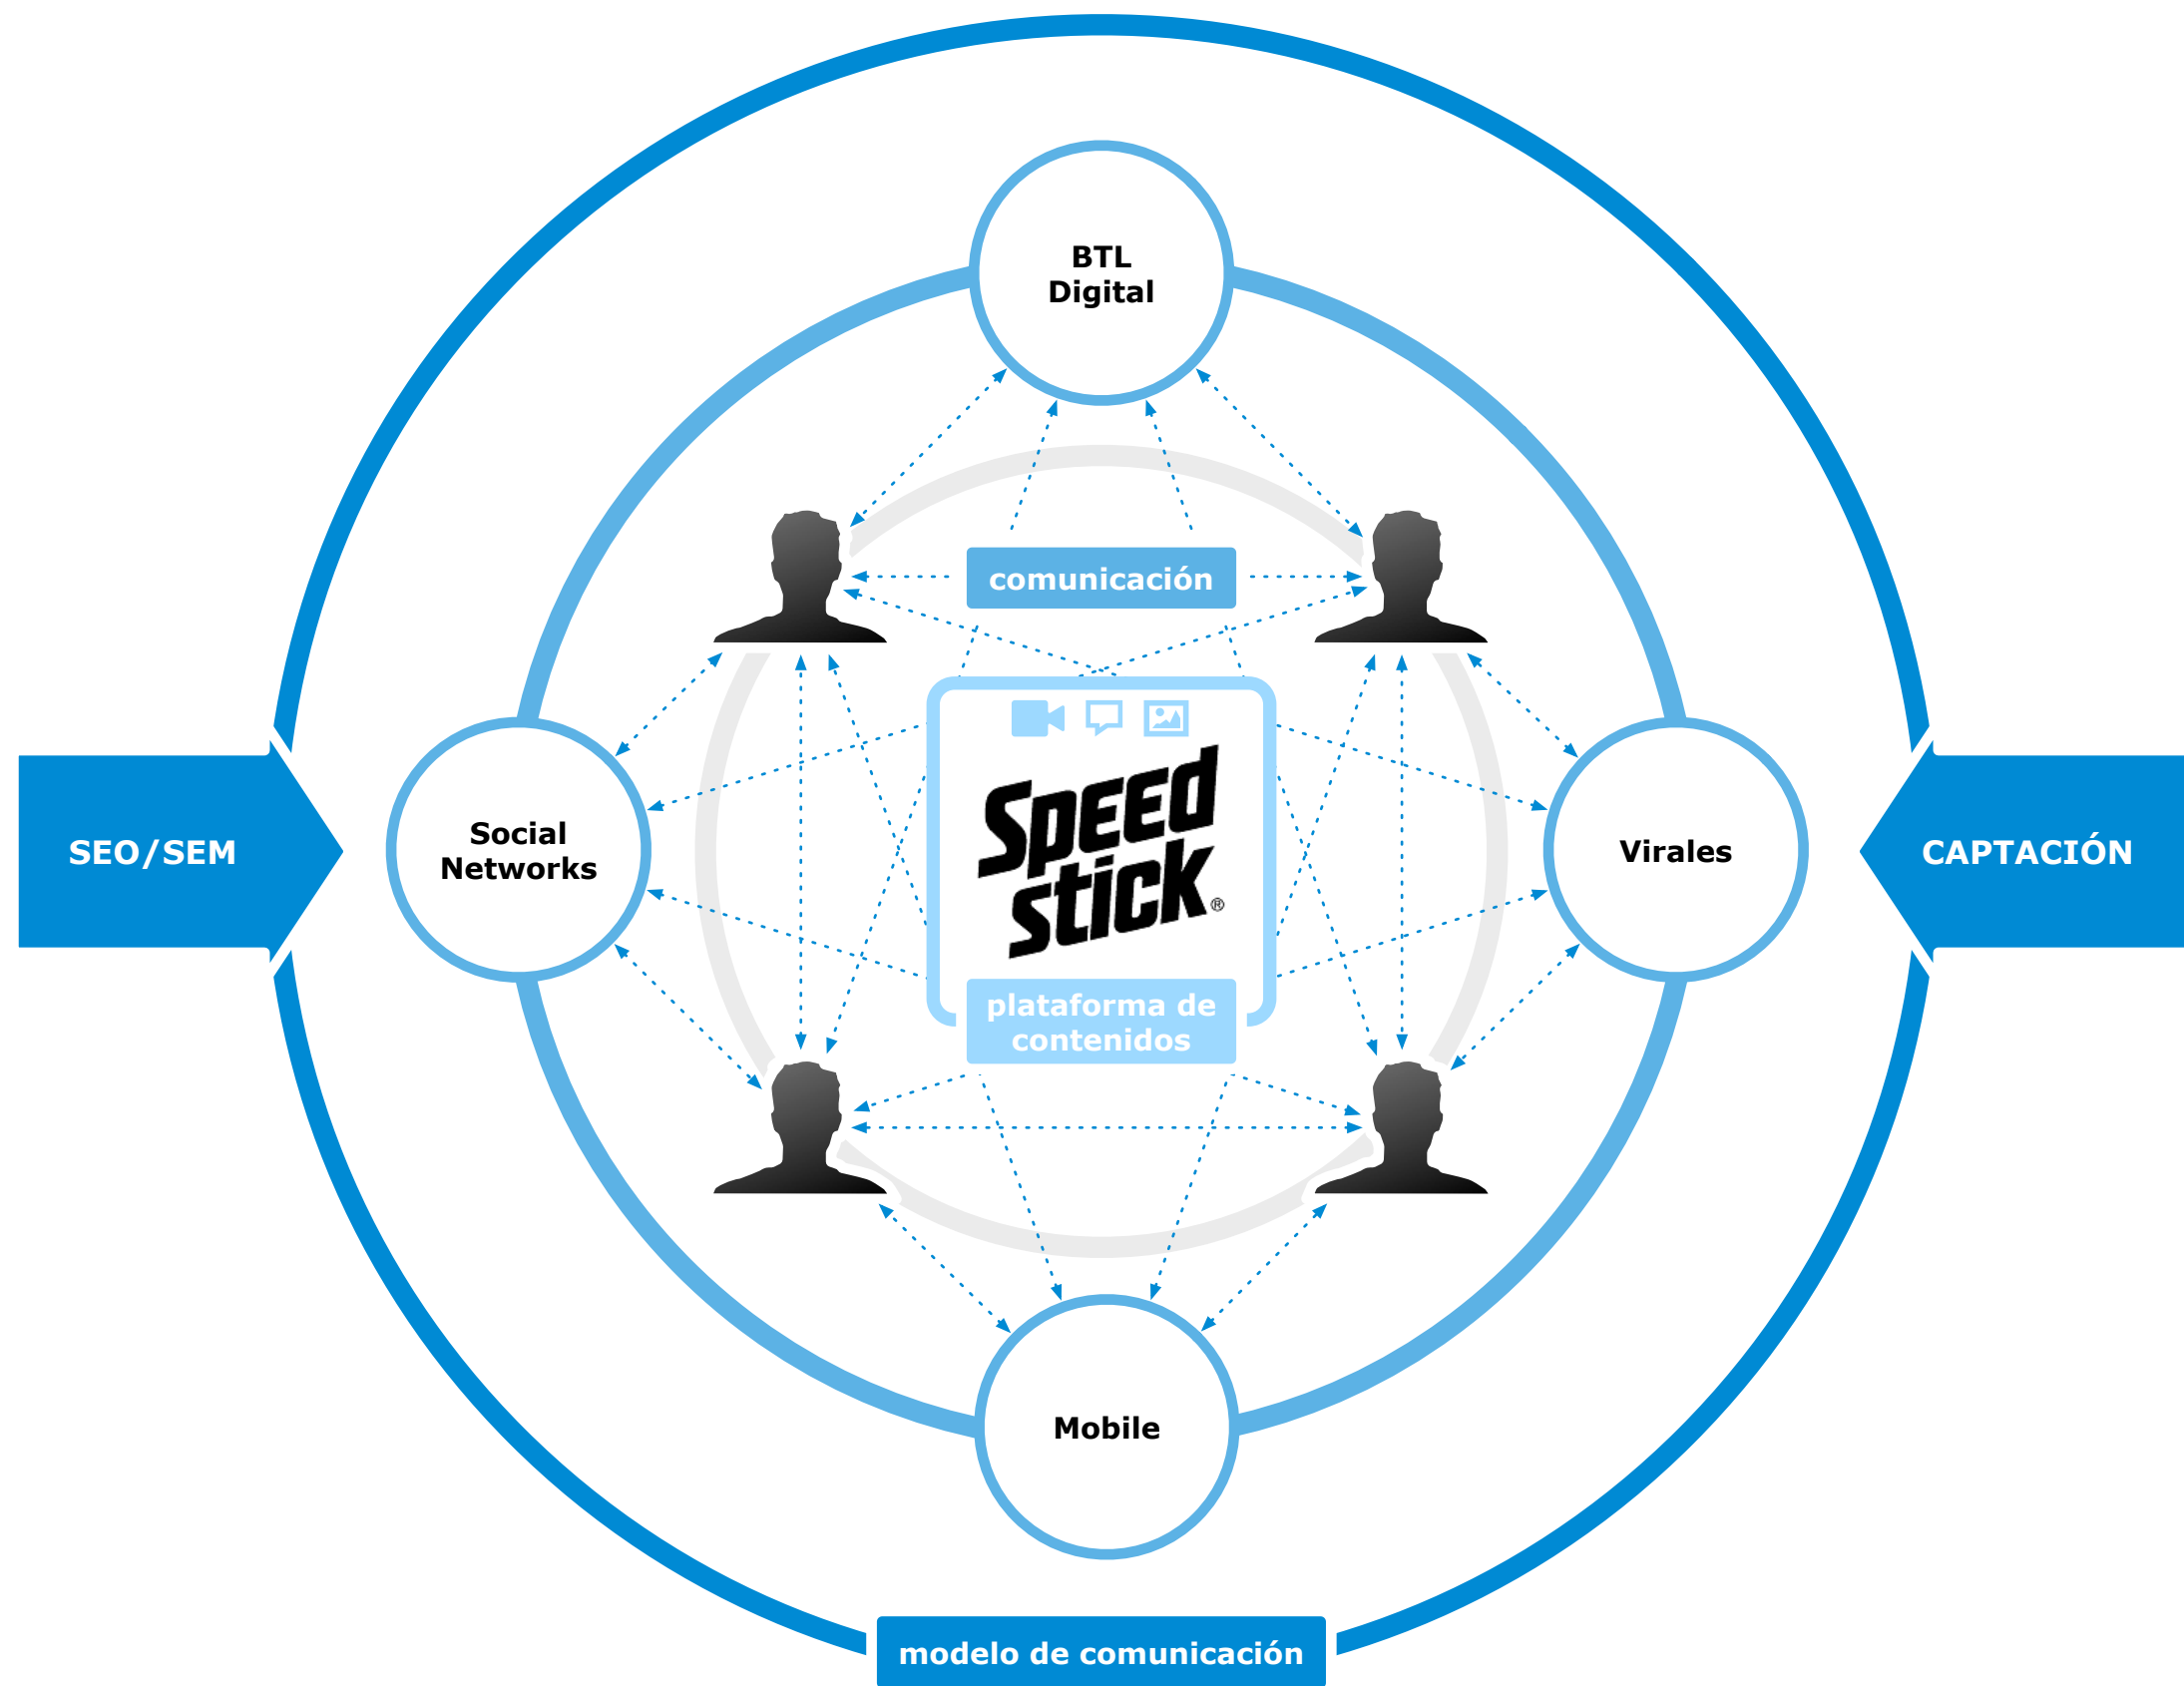 BTL
Digital
comunicación
Speed
stick®
SEO/SEM
Social
Networks
Virales
CAPTACIÓN
plataforma de
contenidos
Mobile
modelo de comunicación